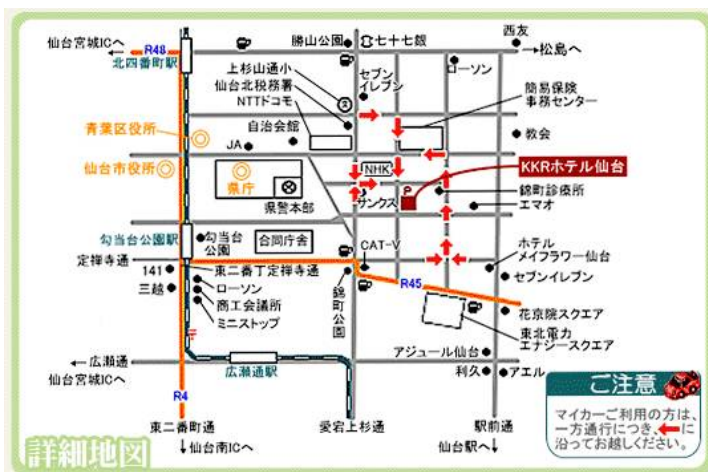 仙台宮城ICへ
R48
北四番町駅
勝山公園
七十七銀
西友
松島へ
ローソン
上杉山通小
仙台北税務署
NTTドコモ
セブン
イレブン
簡易保険
事務センター
青葉区役所
自治会館
JA
教会
仙台市役所
県庁
県警本部
NHK
KKRホテル仙台
P
サンクス
錦町診療所
エマオ
勾当台公園駅
勾当台
公園
合同庁舎
CAT-V
ホテル
メイフラワー仙台
定禅寺通
141
東二番丁定禅寺通
セブンイレブン
三越
ローソン
商工会議所
ミニストップ
錦町公園
R45
花京院スクエア
東北電力
エナジースクエア
広瀬通
仙台宮城ICへ
広瀬通駅
アジュール仙台
利久
アエル
R4
東二番町通
仙台南ICへ
愛宕上杉通
駅前通
仙台駅へ
ご注意
マイカーご利用の方は、
一方通行につき、←に
沿ってお越しください。
詳細地図